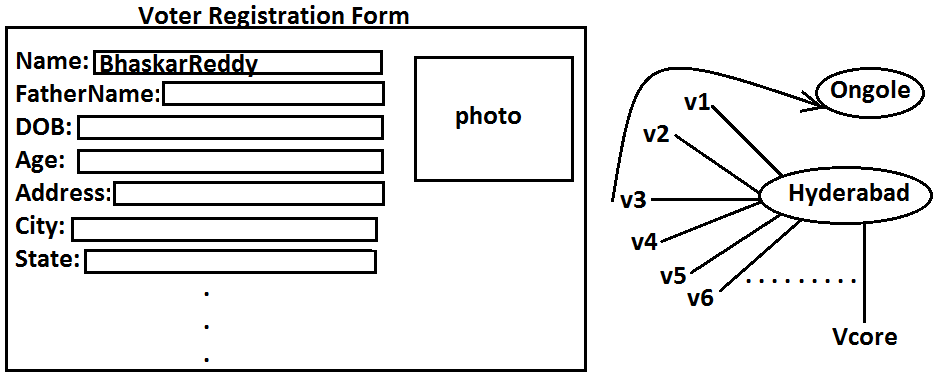 Voter Registration Form
Name: BhaskarReddy
FatherName:
DOB:
Age:
Address:
City:
State:
.
.
.
photo
Ongole
v1
v2
Hyderabad
v3
v4
v5
v6
. . . . . . . . .
Vcore